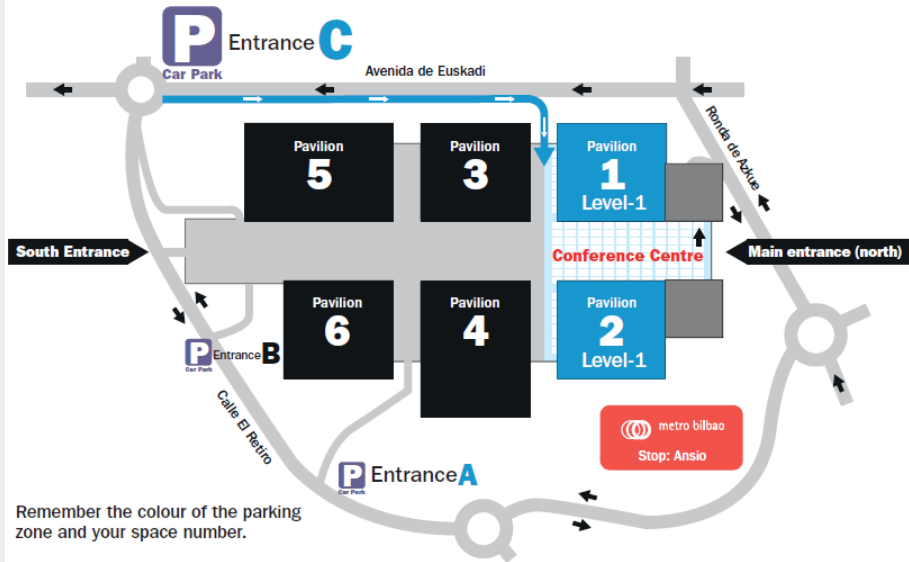 P
Car Park
Entrance C
Avenida de Euskadi
Ronda de Azkue
Pavilion
5
Pavilion
3
Pavilion
1
Level-1
South Entrance
Conference Centre
Main entrance (north)
Pavilion
6
Pavilion
4
Pavilion
2
Level-1
P
Car Park
Entrance B
Calle El Retiro
metro bilbao
Stop: Ansio
P
Car Park
Entrance A
Remember the colour of the parking
zone and your space number.